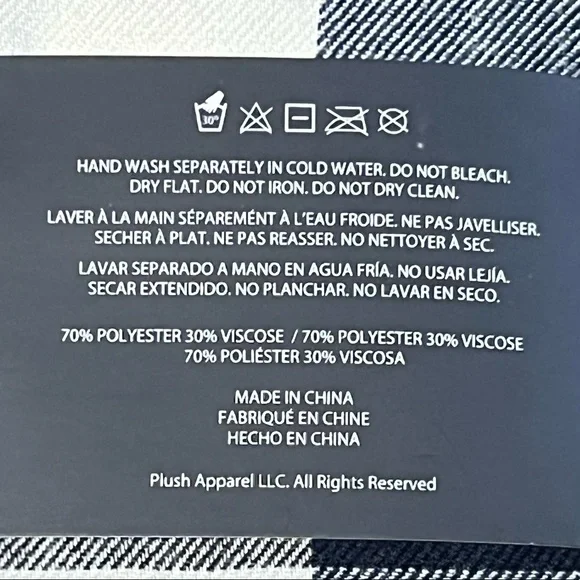 30°
HAND WASH SEPARATELY IN COLD WATER. DO NOT BLEACH.
DRY FLAT. DO NOT IRON. DO NOT DRY CLEAN.
LAVER À LA MAIN SÉPAREMÉNT À L'EAU FROIDE. NE PAS JAVELLISER.
SECHER À PLAT. NE PAS REASSER. NO NETTOYER À SEC.
LAVAR SEPARADO A MANO EN AGUA FRÍA. NO USAR LEJÍA.
SECAR EXTENDIDO. NO PLANCHAR. NO LAVAR EN SECO.
70% POLYESTER 30% VISCOSE / 70% POLYESTER 30% VISCOSE
70% POLIÉSTER 30% VISCOSA
MADE IN CHINA
FABRIQUÉ EN CHINE
HECHO EN CHINA
Plush Apparel LLC. All Rights Reserved